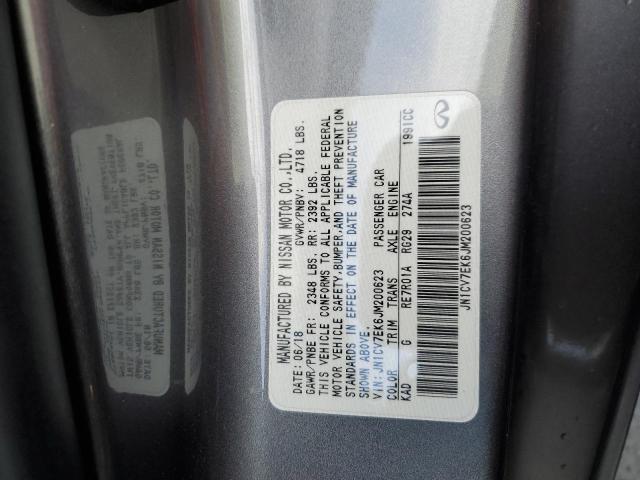 MANUFACTURED BY NISSAN MOTOR CO.,LTD.
DATE: 06/18 GVWR/PNBV: 4718 LBS.
GAWR/PNBE FR: 2348 LBS. RR: 2392 LBS.
THIS VEHICLE CONFORMS TO ALL APPLICABLE FEDERAL
MOTOR VEHICLE SAFETY,BUMPER,AND THEFT PREVENTION
STANDARDS IN EFFECT ON THE DATE OF MANUFACTURE
SHOWN ABOVE.
VIN:JN1CV7EK6JM200623 PASSENGER CAR
COLOR TRIM TRANS AXLE ENGINE
KAD G RE7R01A RG29 274A 1991CC
JN1CV7EK6JM200623